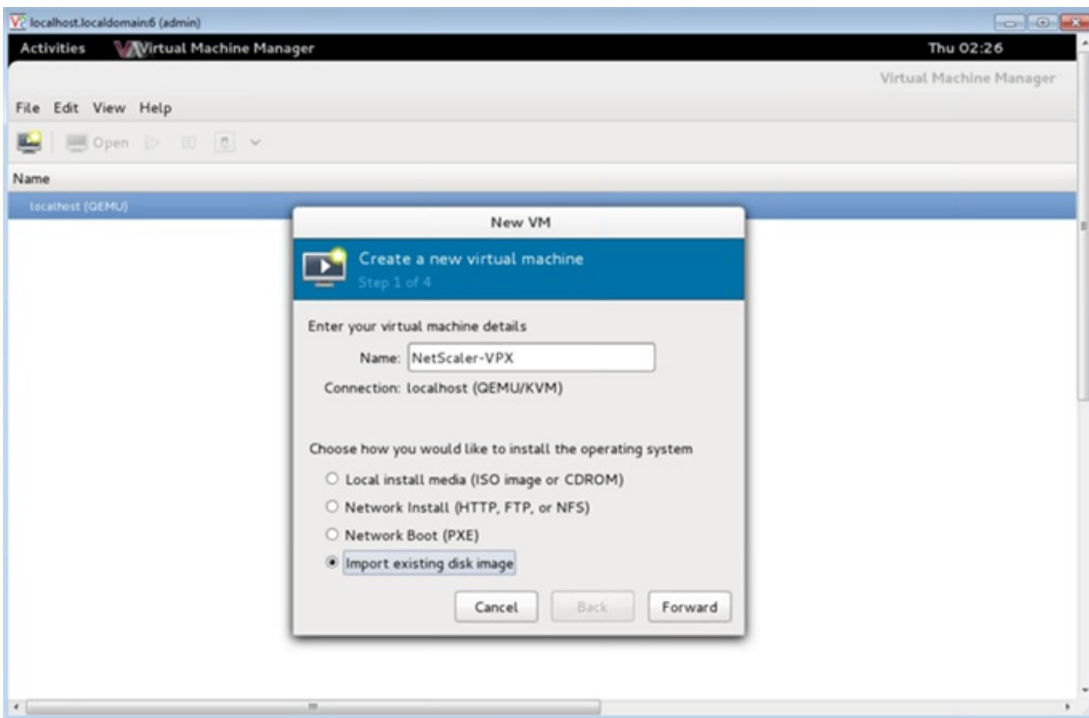 localhost.localdomain:6 (admin)
Activities Virtual Machine Manager Thu 02:26
Virtual Machine Manager
File Edit View Help
Open
Name
localhost (QEMU)
New VM
Create a new virtual machine
Step 1 of 4
Enter your virtual machine details
Name: NetScaler-VPX
Connection: localhost (QEMU/KVM)
Choose how you would like to install the operating system
Local install media (ISO image or CDROM)
Network Install (HTTP, FTP, or NFS)
Network Boot (PXE)
Import existing disk image
Cancel Back Forward